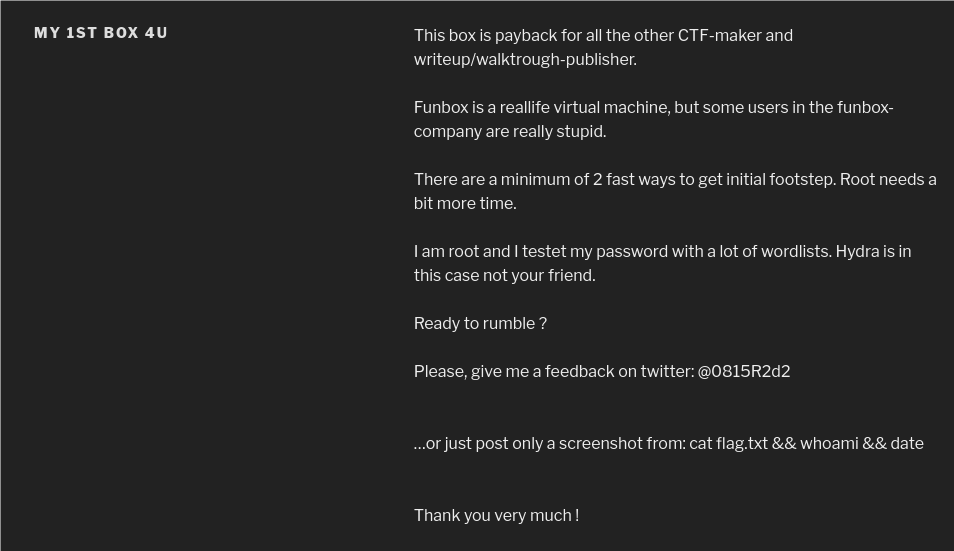 MY 1ST BOX 4U
This box is payback for all the other CTF-maker and
writeup/walktrough-publisher.
Funbox is a reallife virtual machine, but some users in the funbox-
company are really stupid.
There are a minimum of 2 fast ways to get initial footstep. Root needs a
bit more time.
I am root and I testet my password with a lot of wordlists. Hydra is in
this case not your friend.
Ready to rumble ?
Please, give me a feedback on twitter: @0815R2d2
…or just post only a screenshot from: cat flag.txt && whoami && date
Thank you very much !